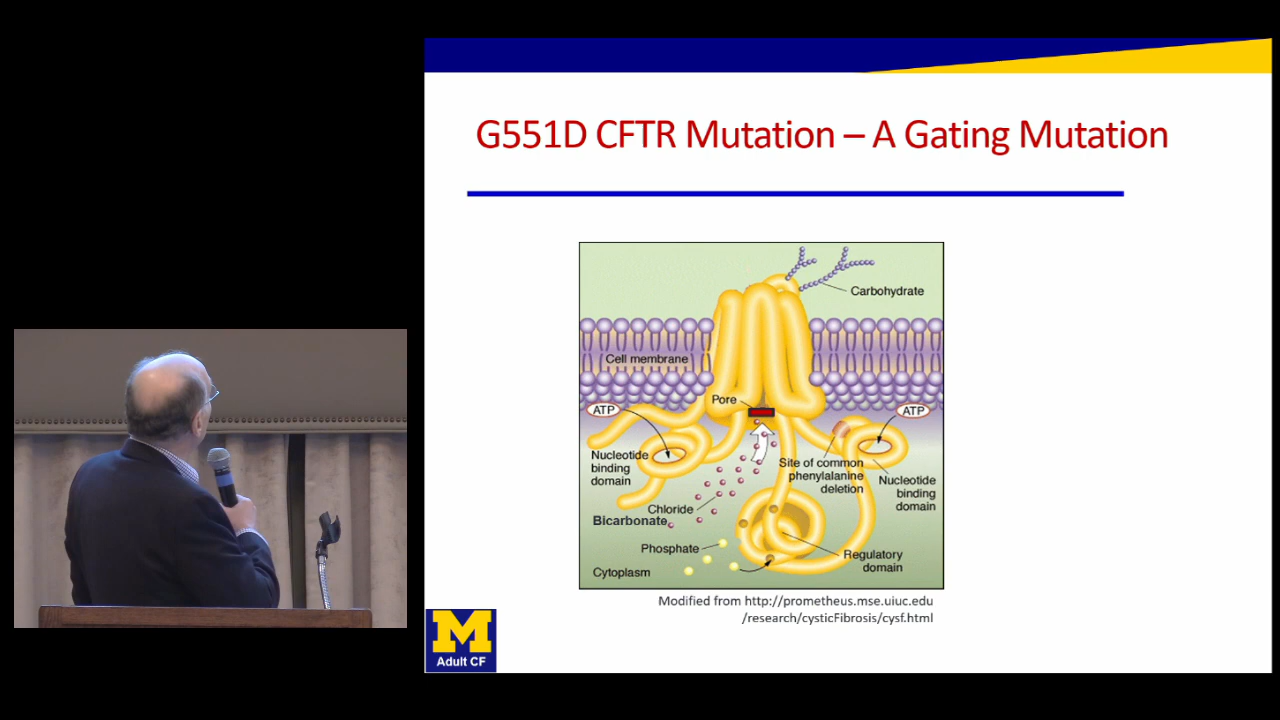 G551D CFTR Mutation – A Gating Mutation
Carbohydrate
Cell membrane
Pore
ATP
ATP
Nucleotide
binding
domain
Site of common
phenylalanine
deletion
Nucleotide
binding
domain
Chloride
Bicarbonate
Phosphate
Regulatory
domain
Cytoplasm
Modified from http://prometheus.mse.uiuc.edu
/research/cysticFibrosis/cysf.html
M
Adult CF